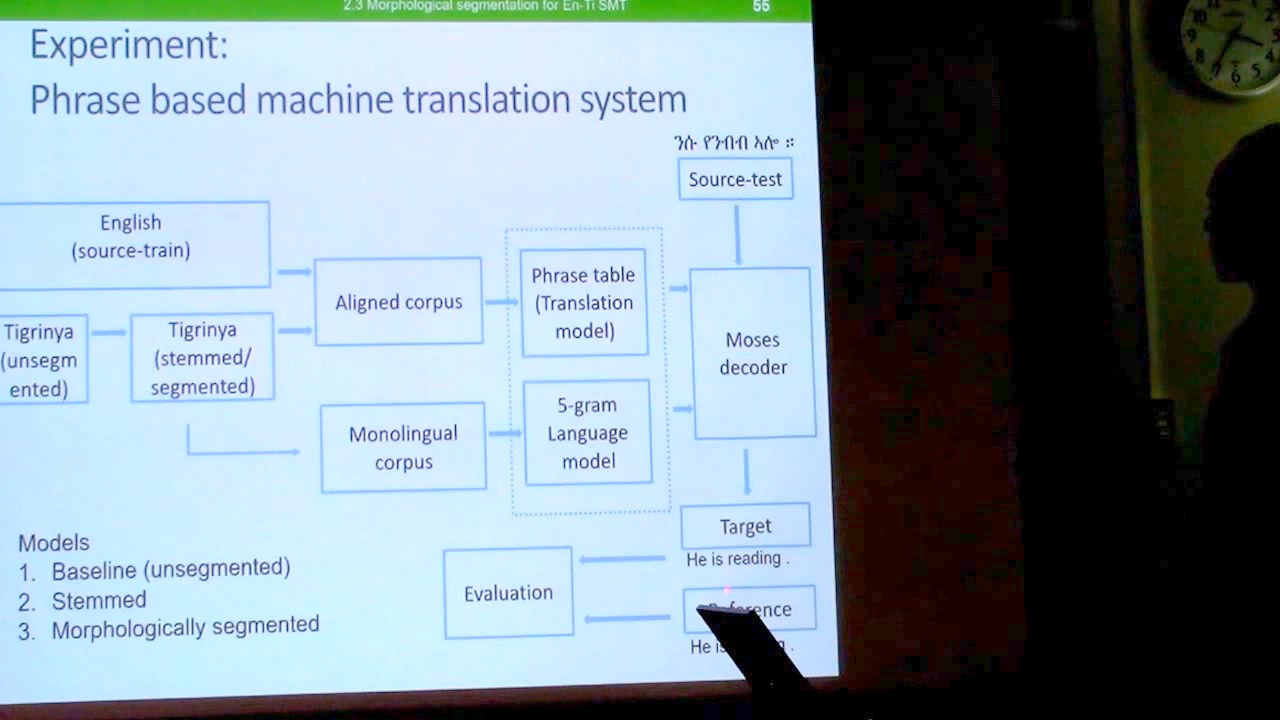 2.3 Morphological segmentation for En-Ti SMT 55
Experiment:
Phrase based machine translation system
ንሱ የንብብ ኣሎ ።
Source-test
English
(source-train)
Aligned corpus
Phrase table
(Translation
model)
Moses
decoder
Tigrinya
(unsegm
ented)
Tigrinya
(stemmed/
segmented)
Monolingual
corpus
5-gram
Language
model
Target
He is reading .
Evaluation
He is
Models
1. Baseline (unsegmented)
2. Stemmed
3. Morphologically segmented